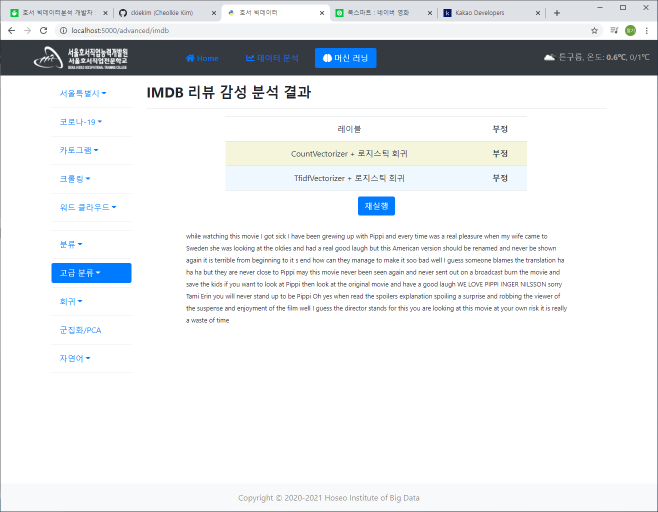 호서 빅데이터분석 개발자
ckiekim (Cheolkie Kim)
호서 빅데이터
폭스파트 : 네이버 영화
Kakao Developers
localhost:5000/advanced/imdb
서울호서직업능력개발원
서울호서직업전문학교
Home
데이터 분석
머신 러닝
튼구름, 온도: 0.6℃, 0/1℃
서울특별시
코로나-19
카토그램
크롤링
워드 클라우드
분류
고급 분류
회귀
군집화/PCA
자연어
IMDB 리뷰 감성 분석 결과
레이블 부정
CountVectorizer + 로지스틱 회귀 부정
TfidfVectorizer + 로지스틱 회귀 부정
재실행
while watching this movie I got sick I have been grewing up with Pippi and every time was a real pleasure when my wife came to
Sweden she was looking at the oldies and had a real good laugh but this American version should be renamed and never be shown
again it is terrible from beginning to it s end how can they manage to make it soo bad well I guess someone blames the translation ha
ha ha but they are never close to Pippi may this movie never been seen again and never sent out on a broadcast burn the movie and
save the kids if you want to look at Pippi then look at the original movie and have a good laugh WE LOVE PIPPI INGER NILSSON sorry
Tami Erin you will never stand up to be Pippi Oh yes when read the spoilers explanation spoiling a surprise and robbing the viewer of
the suspense and enjoyment of the film well I guess the director stands for this you are looking at this movie at your own risk it is really
a waste of time
Copyright © 2020-2021 Hoseo Institute of Big Data